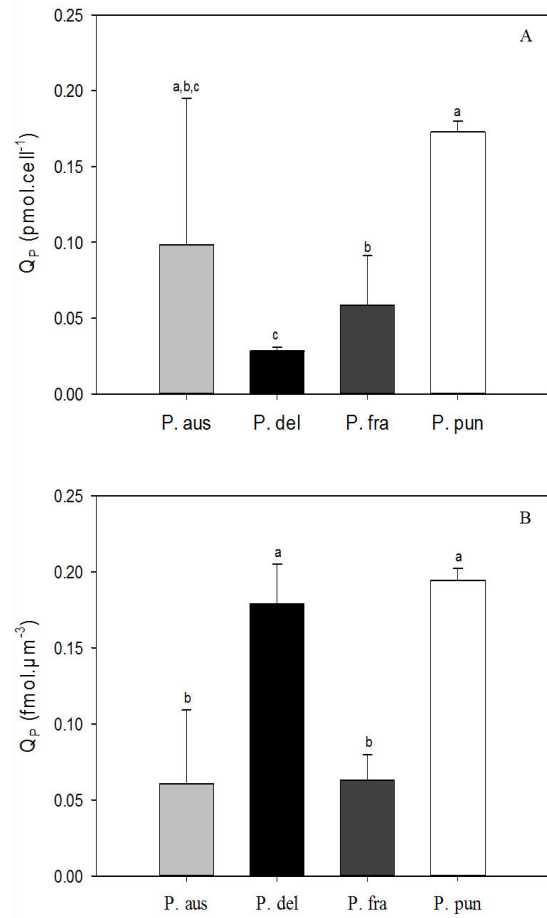 A
0.25
0.20
0.15
0.10
0.05
0.00
Q_P (pmol.cell⁻¹)
a,b,c
c
b
a
P. aus P. del P. fra P. pun
B
0.25
0.20
0.15
0.10
0.05
0.00
Q_P (fmol.µm⁻³)
b
a
b
a
P. aus P. del P. fra P. pun